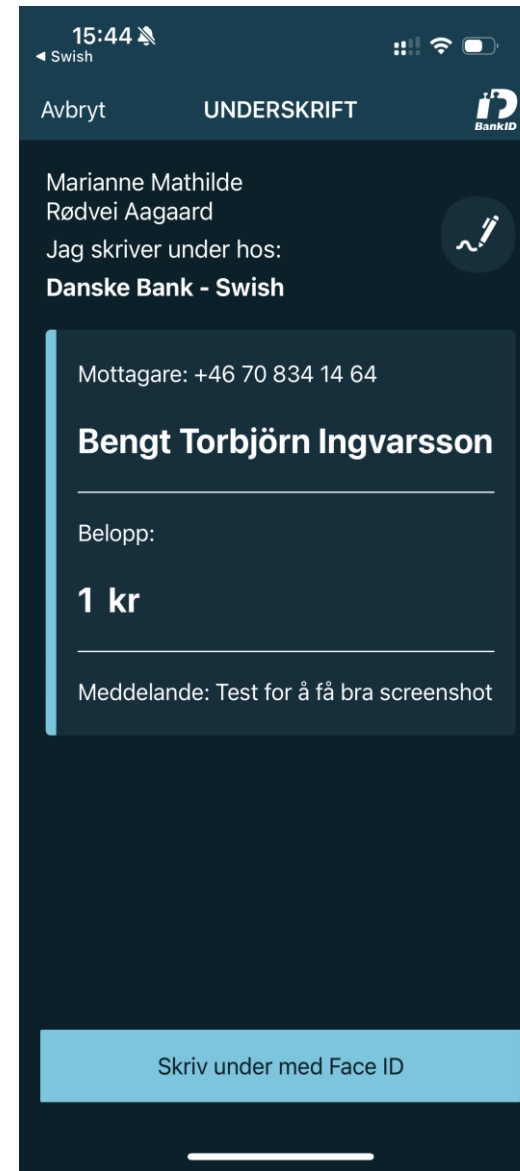 15:44
◀ Swish
Avbryt
UNDERSKRIFT
BankID
Marianne Mathilde
Rødvei Aagaard
Jag skriver under hos:
Danske Bank - Swish
Mottagare: +46 70 834 14 64
Bengt Torbjörn Ingvarsson
Belopp:
1 kr
Meddelande: Test for å få bra screenshot
Skriv under med Face ID